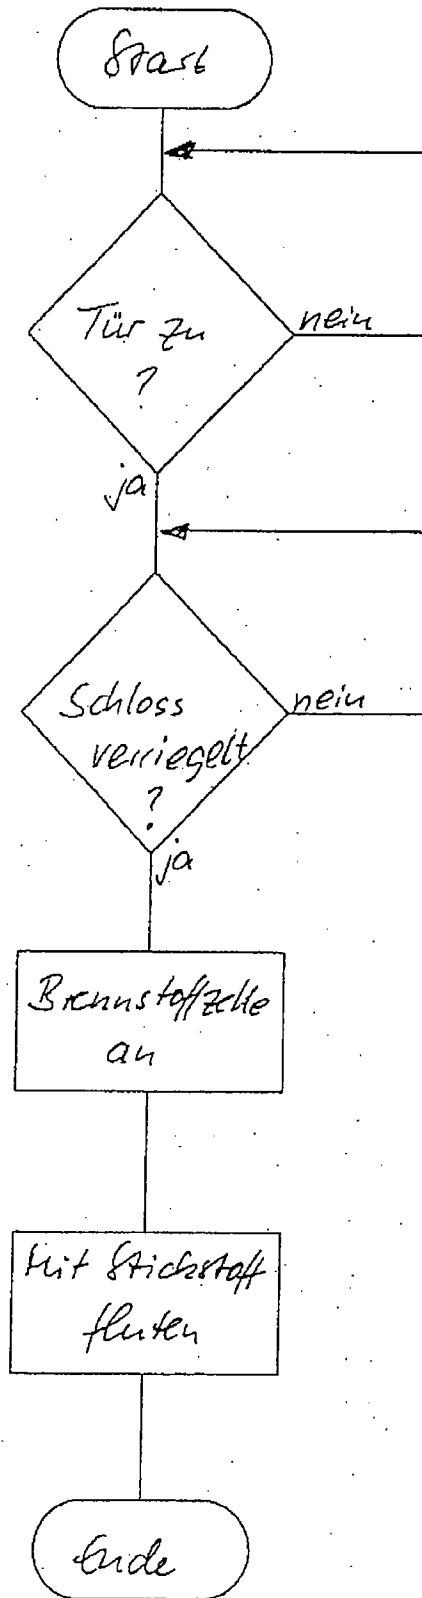 Start
Tür zu
?
nein
ja
Schloss
verriegelt
?
nein
ja
Brennstoffzelle
an
Mit Stickstoff
fluten
Ende